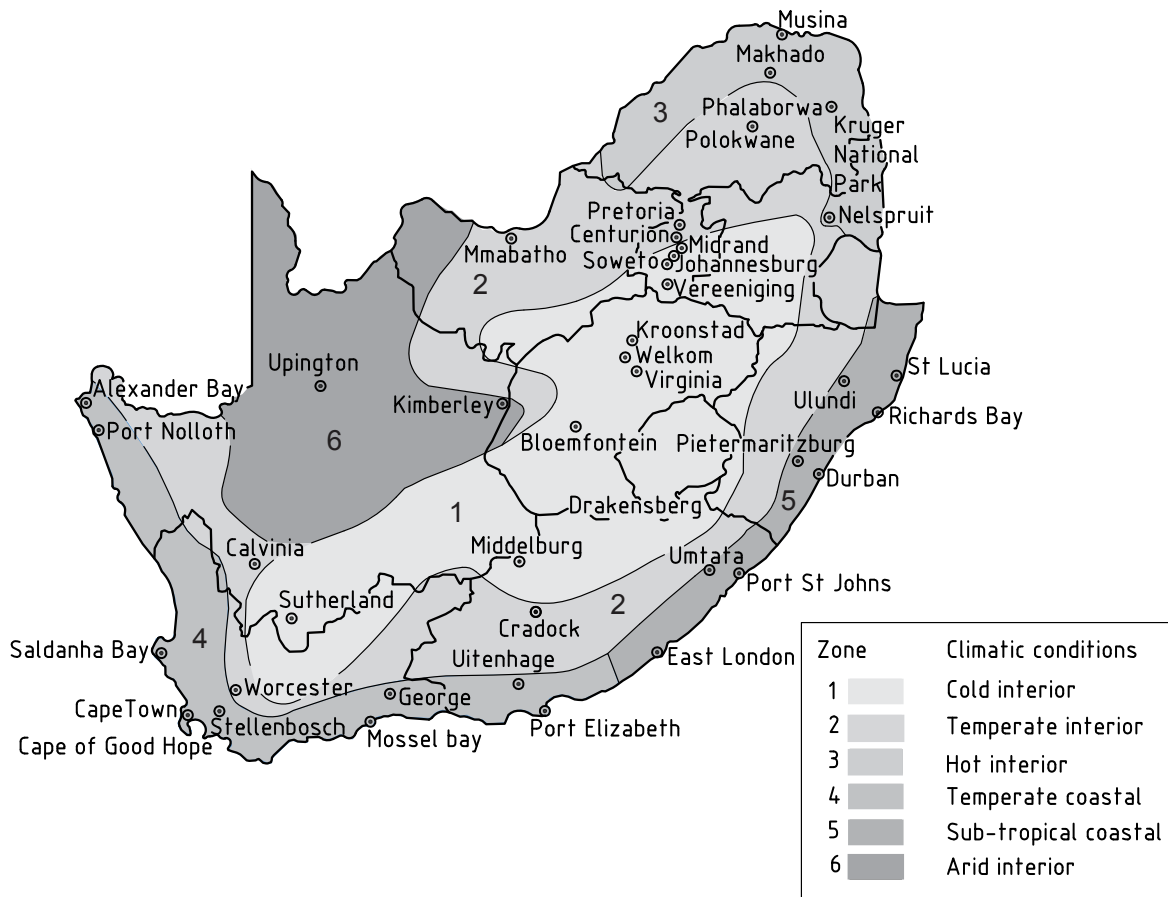 Musina
Makhado
3
Phalaborwa
Polokwane
Kruger
National
Park
Pretoria
Nelspruit
Centurion
Midrand
Mmabatho
Soweto
Johannesburg
2
Vereeniging
Kroonstad
Welkom
Virginia
Upington
St Lucia
Alexander Bay
Kimberley
Ulundi
Richards Bay
Port Nolloth
6
Bloemfontein
Pietermaritzburg
Durban
5
Drakensberg
1
Calvinia
Middelburg
Umtata
Port St Johns
Sutherland
2
Cradock
4
Saldanha Bay
Uitenhage
East London
Worcester
George
CapeTown
Stellenbosch
Mossel bay
Port Elizabeth
Cape of Good Hope
Zone Climatic conditions
1 Cold interior
2 Temperate interior
3 Hot interior
4 Temperate coastal
5 Sub-tropical coastal
6 Arid interior